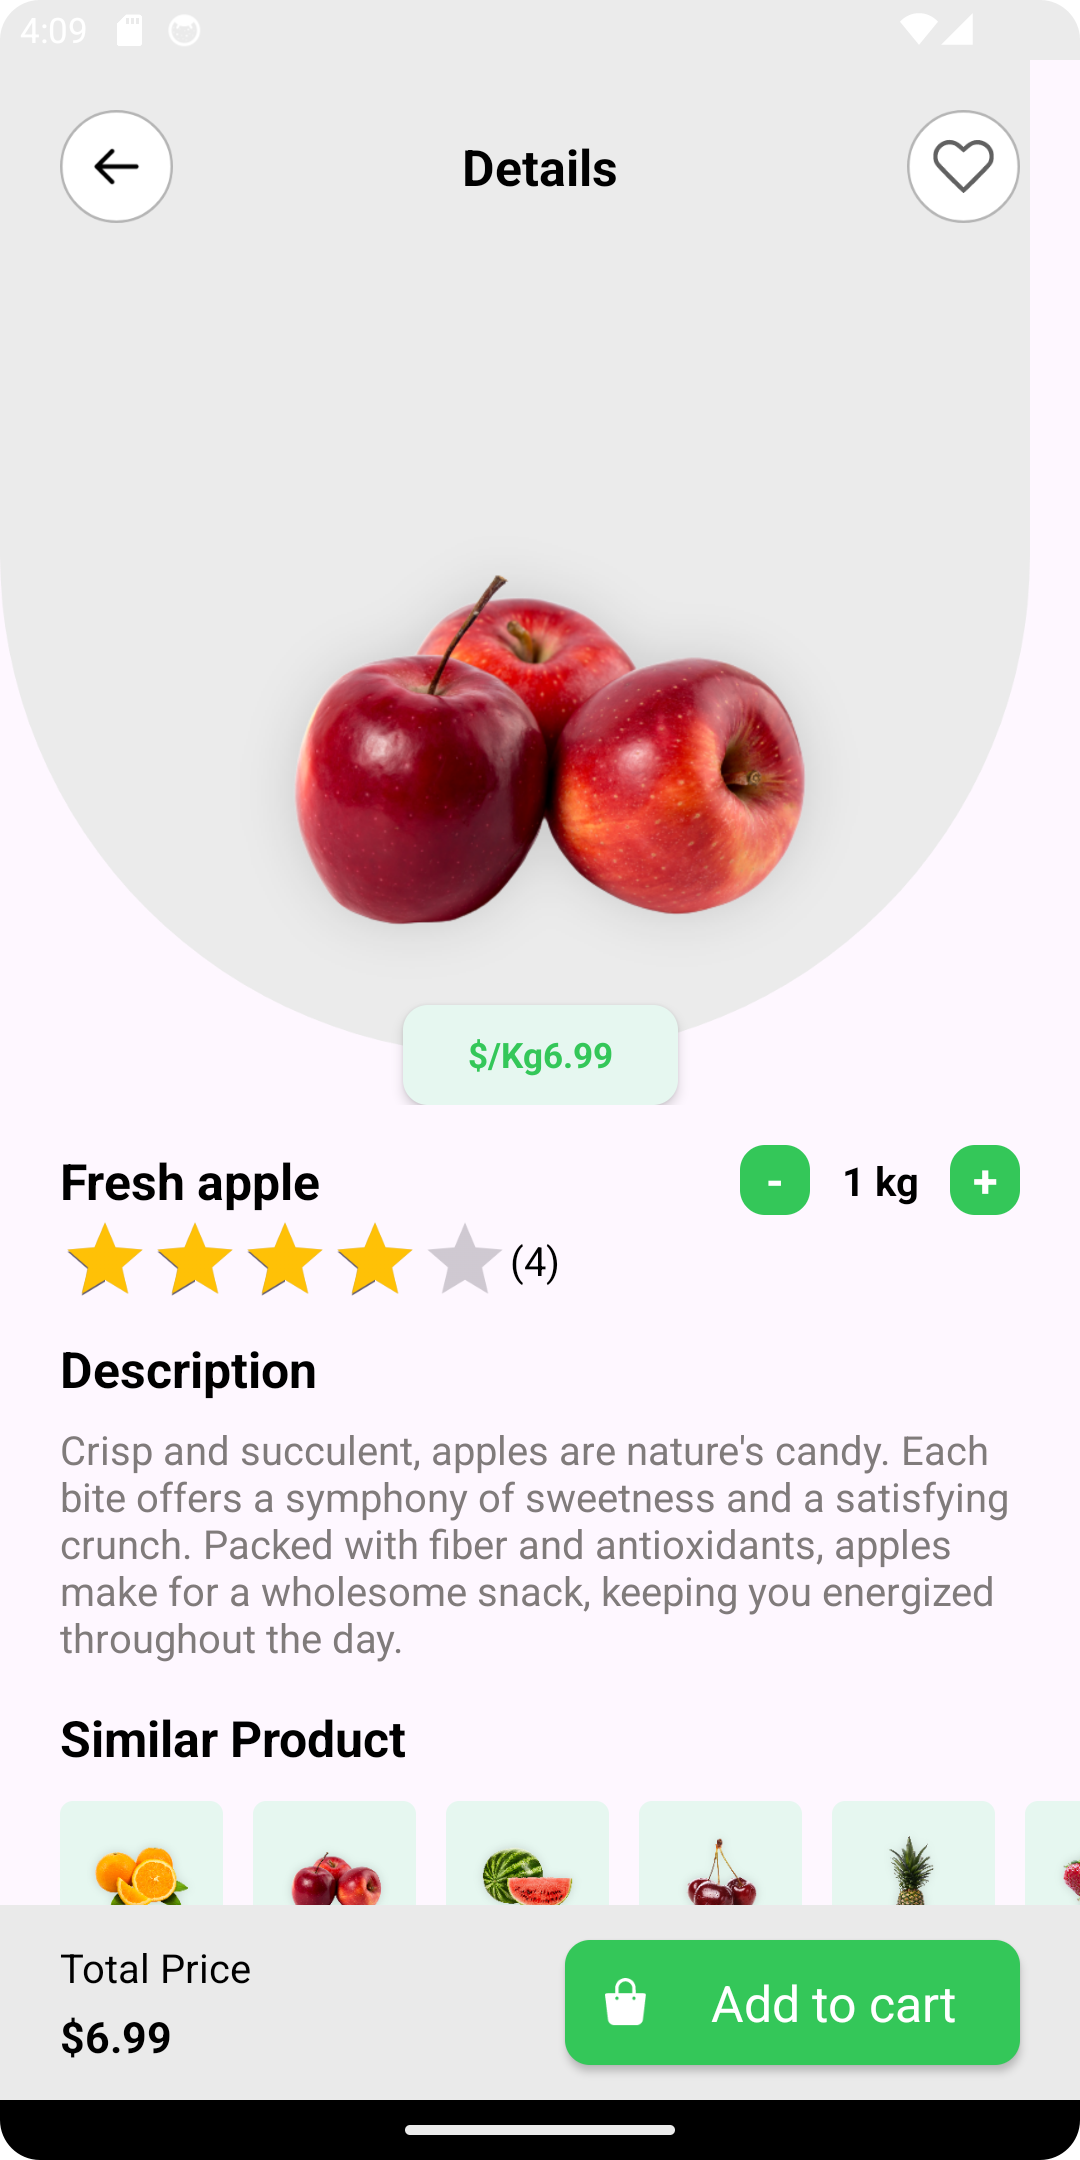 4:09
Details
$/Kg6.99
Fresh apple
- 1 kg +
(4)
Description
Crisp and succulent, apples are nature's candy. Each
bite offers a symphony of sweetness and a satisfying
crunch. Packed with fiber and antioxidants, apples
make for a wholesome snack, keeping you energized
throughout the day.
Similar Product
Total Price
$6.99
Add to cart